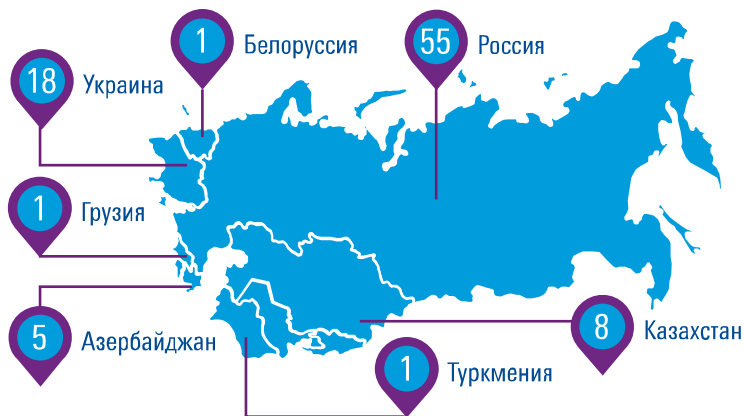 1 Белоруссия
55 Россия
18 Украина
1 Грузия
5 Азербайджан
8 Казахстан
1 Туркмения